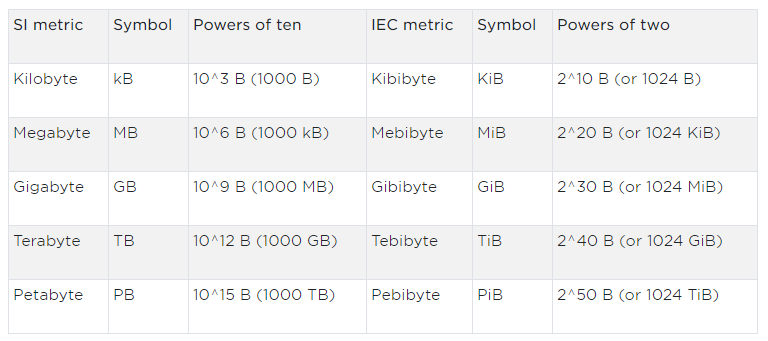 SI metric Symbol Powers of ten IEC metric Symbol Powers of two
Kilobyte kB 10^3 B (1000 B) Kibibyte KiB 2^10 B (or 1024 B)
Megabyte MB 10^6 B (1000 kB) Mebibyte MiB 2^20 B (or 1024 KiB)
Gigabyte GB 10^9 B (1000 MB) Gibibyte GiB 2^30 B (or 1024 MiB)
Terabyte TB 10^12 B (1000 GB) Tebibyte TiB 2^40 B (or 1024 GiB)
Petabyte PB 10^15 B (1000 TB) Pebibyte PiB 2^50 B (or 1024 TiB)